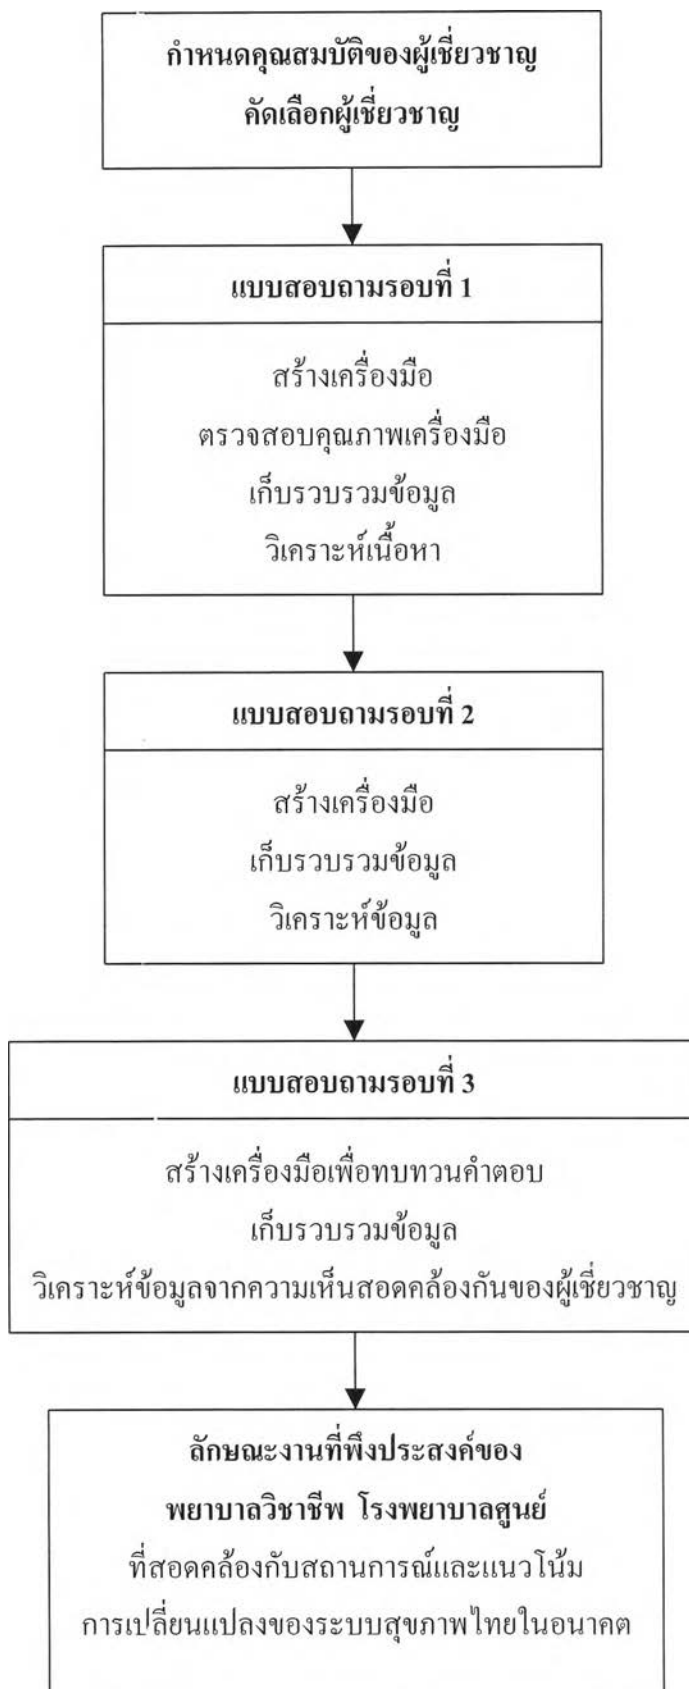 กำหนดคุณสมบัติของผู้เชี่ยวชาญ
คัดเลือกผู้เชี่ยวชาญ
แบบสอบถามรอบที่ 1
สร้างเครื่องมือ
ตรวจสอบคุณภาพเครื่องมือ
เก็บรวบรวมข้อมูล
วิเคราะห์เนื้อหา
แบบสอบถามรอบที่ 2
สร้างเครื่องมือ
เก็บรวบรวมข้อมูล
วิเคราะห์ข้อมูล
แบบสอบถามรอบที่ 3
สร้างเครื่องมือเพื่อทบทวนคำตอบ
เก็บรวบรวมข้อมูล
วิเคราะห์ข้อมูลจากความเห็นสอดคล้องกันของผู้เชี่ยวชาญ
ลักษณะงานที่พึงประสงค์ของ
พยาบาลวิชาชีพ โรงพยาบาลศูนย์
ที่สอดคล้องกับสถานการณ์และแนวโน้ม
การเปลี่ยนแปลงของระบบสุขภาพไทยในอนาคต